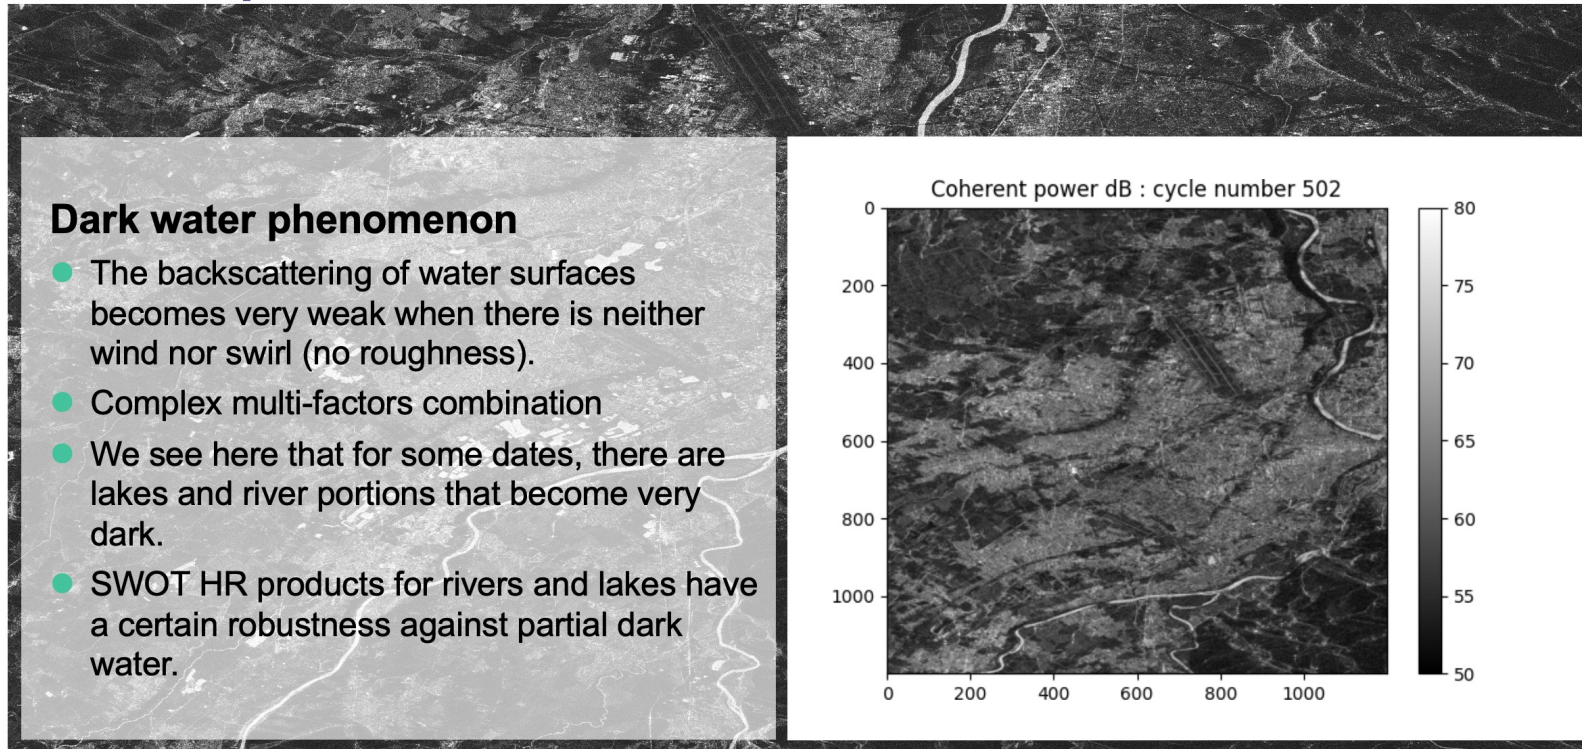 Dark water phenomenon
The backscattering of water surfaces
becomes very weak when there is neither
wind nor swirl (no roughness).
Complex multi-factors combination
We see here that for some dates, there are
lakes and river portions that become very
dark.
SWOT HR products for rivers and lakes have
a certain robustness against partial dark
water.
Coherent power dB : cycle number 502
0
200
400
600
800
1000
0
200
400
600
800
1000
80
75
70
65
60
55
50